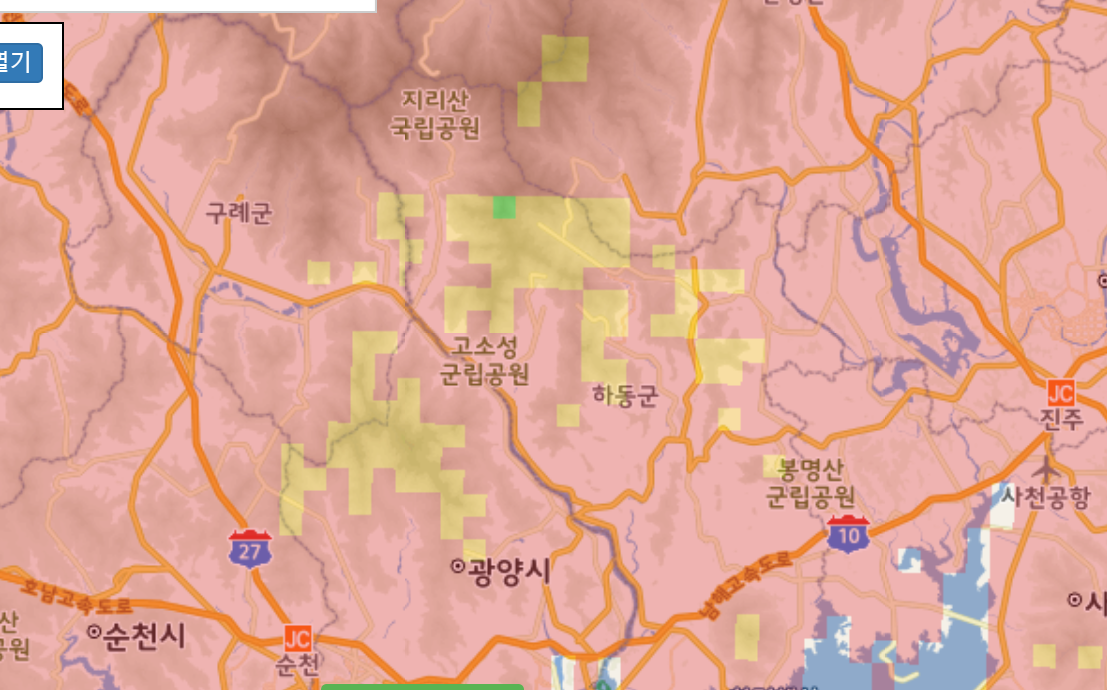 열기
지리산
국립공원
구례군
고소성
군립공원
하동군
JC
진주
봉명산
군립공원
사천공항
27
10
광양시
남해고속도로
호남고속도로
순천시
JC
순천